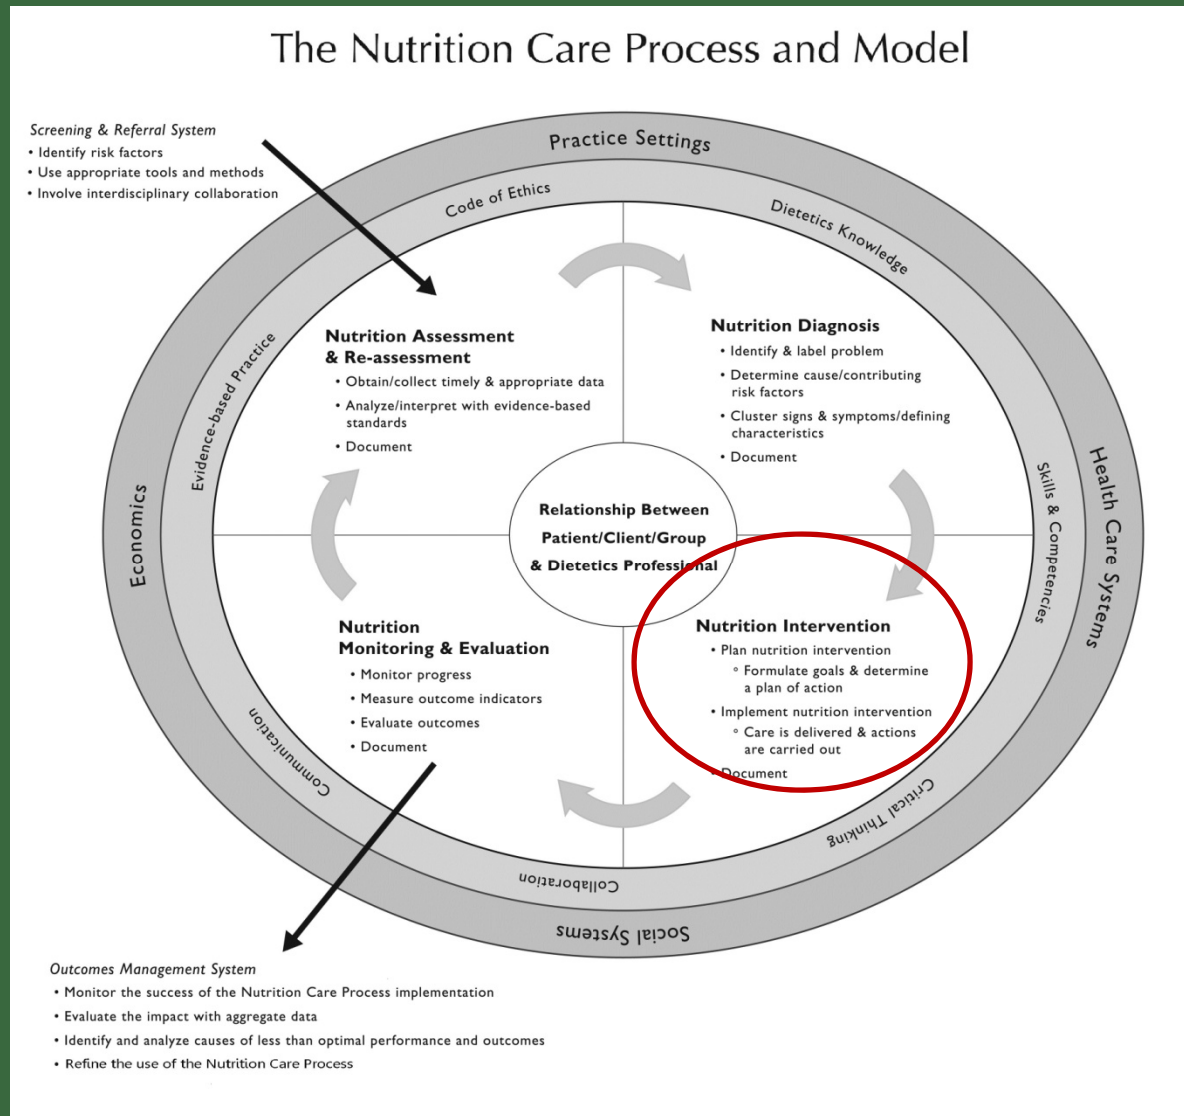 The Nutrition Care Process and Model
Screening & Referral System
• Identify risk factors
• Use appropriate tools and methods
• Involve interdisciplinary collaboration
Practice Settings
Code of Ethics
Dietetics Knowledge
Evidence-based Practice
Economics
Skills & Competencies
Health Care Systems
Nutrition Assessment
& Re-assessment
• Obtain/collect timely & appropriate data
• Analyze/interpret with evidence-based
standards
• Document
Nutrition Diagnosis
• Identify & label problem
• Determine cause/contributing
risk factors
• Cluster signs & symptoms/defining
characteristics
• Document
Relationship Between
Patient/Client/Group
& Dietetics Professional
Nutrition
Monitoring & Evaluation
• Monitor progress
• Measure outcome indicators
• Evaluate outcomes
• Document
Nutrition Intervention
• Plan nutrition intervention
° Formulate goals & determine
a plan of action
• Implement nutrition intervention
° Care is delivered & actions
are carried out
• Document
Communication
Critical Thinking
Collaboration
Social Systems
Outcomes Management System
• Monitor the success of the Nutrition Care Process implementation
• Evaluate the impact with aggregate data
• Identify and analyze causes of less than optimal performance and outcomes
• Refine the use of the Nutrition Care Process